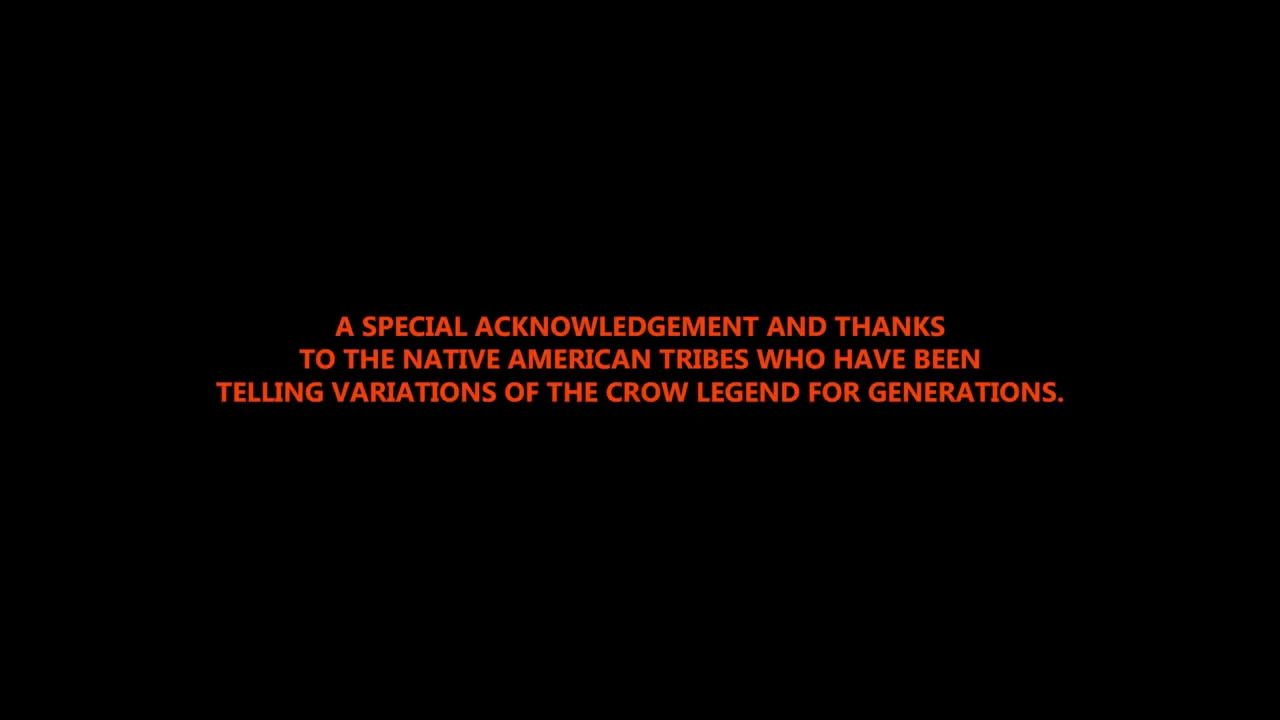 A SPECIAL ACKNOWLEDGEMENT AND THANKS
TO THE NATIVE AMERICAN TRIBES WHO HAVE BEEN
TELLING VARIATIONS OF THE CROW LEGEND FOR GENERATIONS.